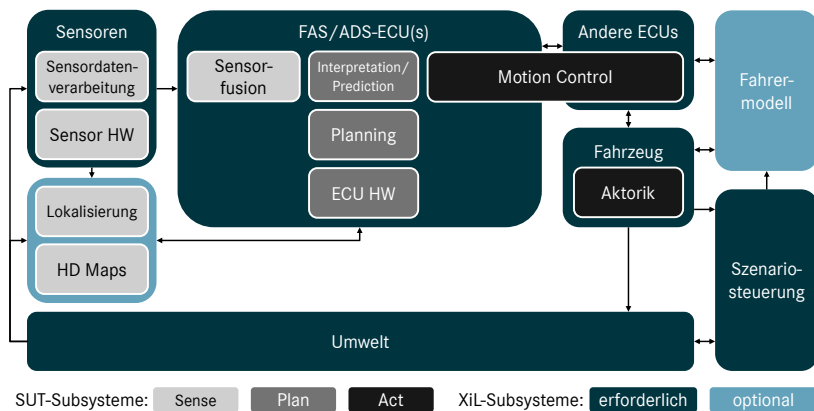 Sensoren
Sensordaten-
verarbeitung
Sensor HW
Lokalisierung
HD Maps
FAS/ADS-ECU(s)
Sensor-
fusion
Interpretation/
Prediction
Planning
ECU HW
Motion Control
Andere ECUs
Fahrzeug
Aktorik
Fahrer-
modell
Szenario-
steuerung
Umwelt
SUT-Subsysteme: Sense Plan Act XiL-Subsysteme: erforderlich optional